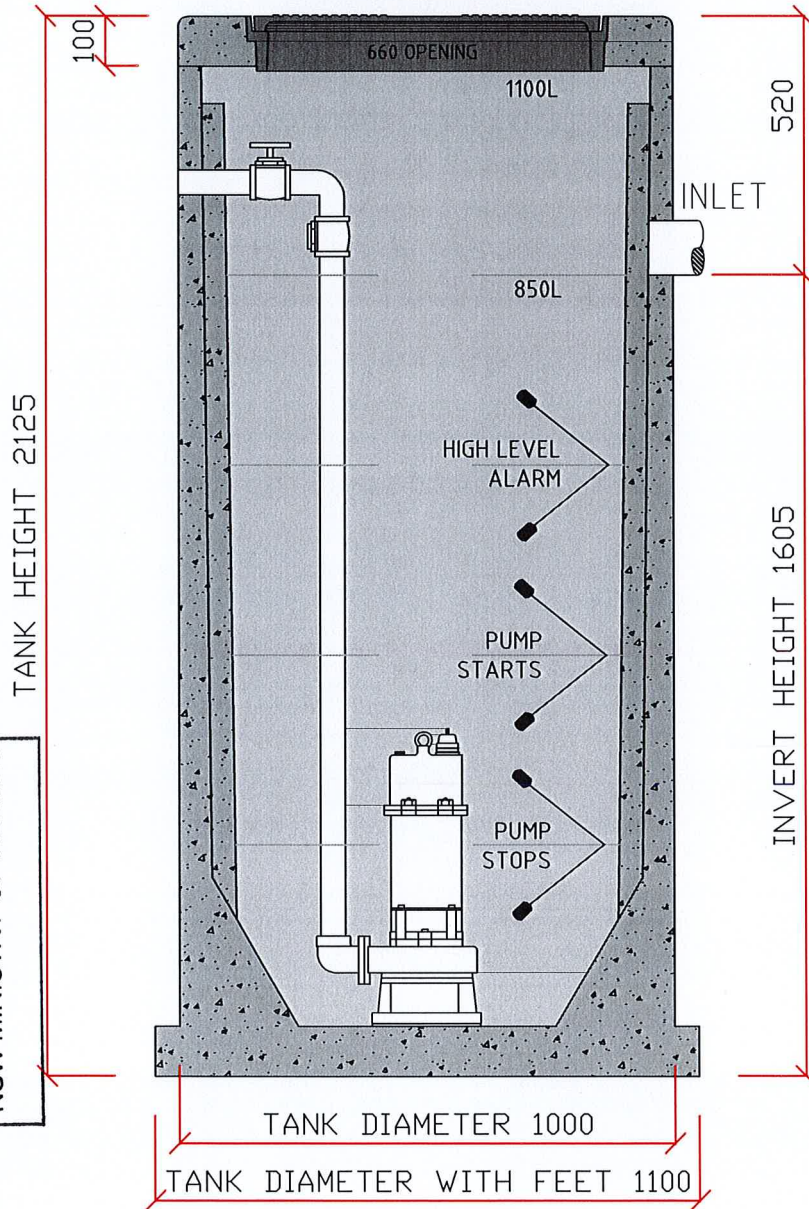 100
660 OPENING
1100L
520
INLET
850L
TANK HEIGHT 2125
HIGH LEVEL
ALARM
PUMP
STARTS
INVERT HEIGHT 1605
PUMP
STOPS
TANK DIAMETER 1000
TANK DIAMETER WITH FEET 1100